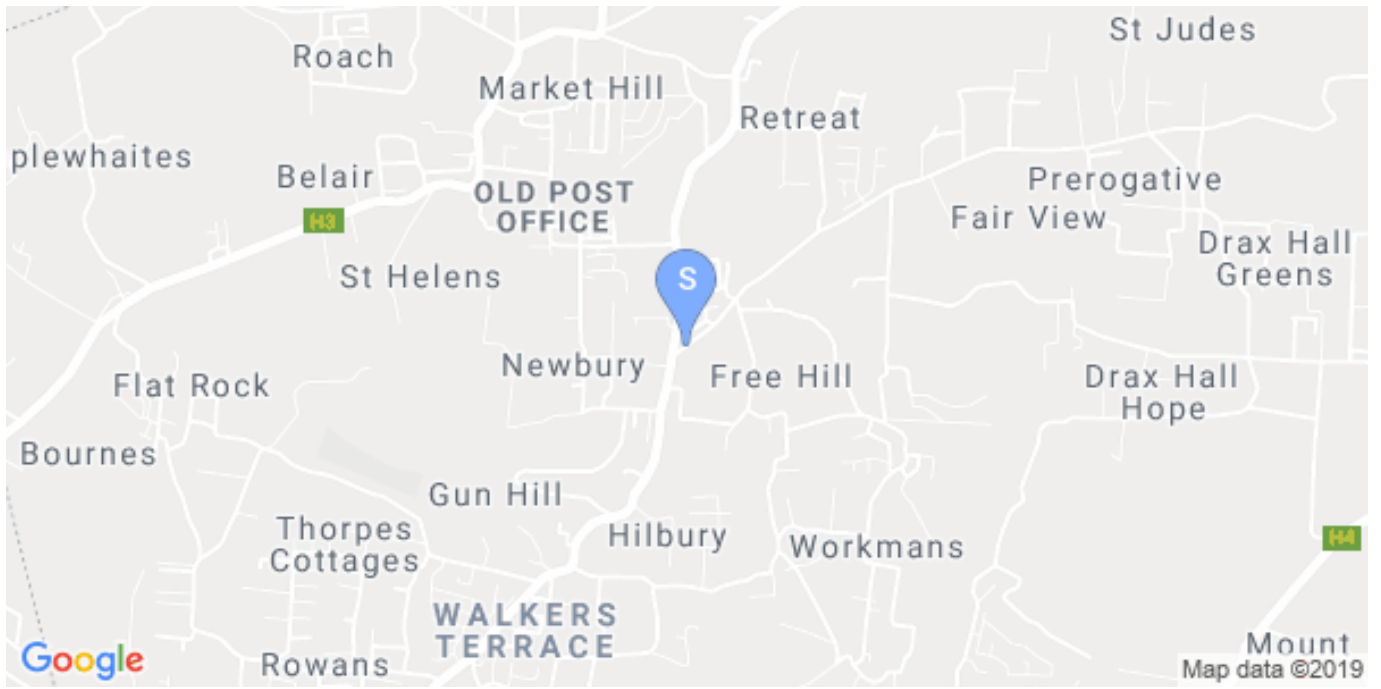 St Judes
Roach
Market Hill
Retreat
plewhaites
Belair
OLD POST
OFFICE
Prerogative
Fair View
H3
Drax Hall
Greens
St Helens
S
Newbury
Free Hill
Flat Rock
Drax Hall
Hope
Bournes
Gun Hill
Thorpes
Cottages
Hilbury
Workmans
H4
WALKERS
TERRACE
Mount
Google
Rowans
Map data ©2019